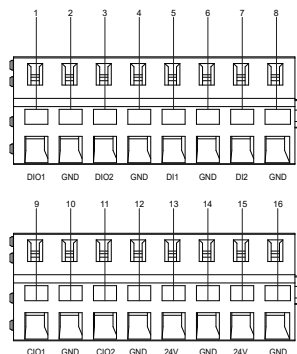 1 2 3 4 5 6 7 8
DIO1 GND DIO2 GND DI1 GND DI2 GND
9 10 11 12 13 14 15 16
CIO1 GND CIO2 GND 24V GND 24V GND